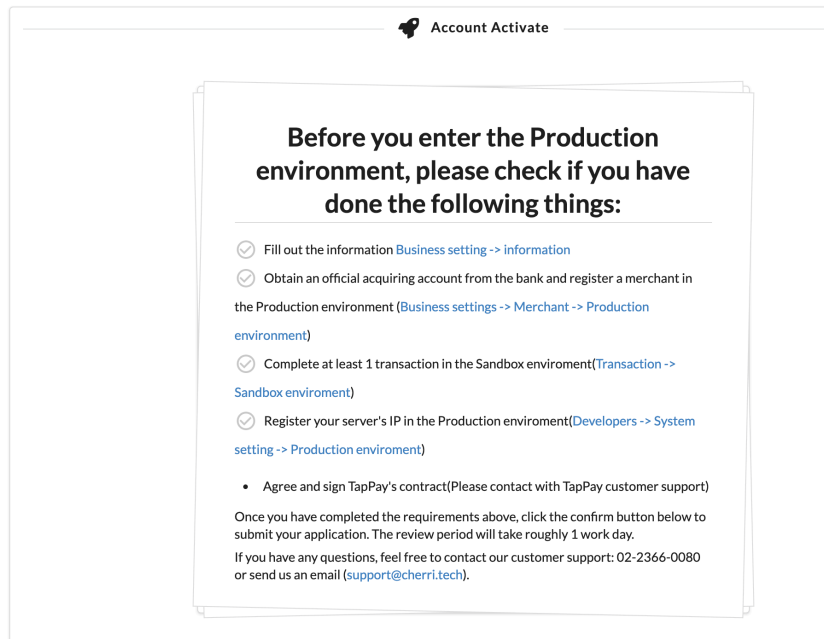 Account Activate
Before you enter the Production
environment, please check if you have
done the following things:
Fill out the information Business setting -> information
Obtain an official acquiring account from the bank and register a merchant in
the Production environment (Business settings -> Merchant -> Production
environment)
Complete at least 1 transaction in the Sandbox enviroment(Transaction ->
Sandbox enviroment)
Register your server's IP in the Production enviroment(Developers -> System
setting -> Production enviroment)
• Agree and sign TapPay's contract(Please contact with TapPay customer support)
Once you have completed the requirements above, click the confirm button below to
submit your application. The review period will take roughly 1 work day.
If you have any questions, feel free to contact our customer support: 02-2366-0080
or send us an email (support@cherri.tech).